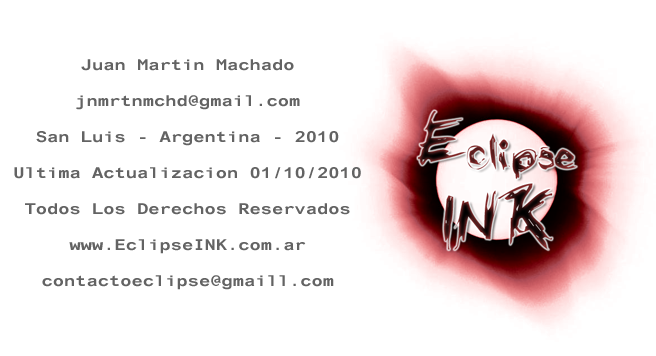 Juan Martin Machado
jnmrtnmchd@gmail.com
San Luis - Argentina - 2010
Ultima Actualizacion 01/10/2010
Todos Los Derechos Reservados
www.EclipseINK.com.ar
contactoeclipse@gmaill.com
Eclipse
INK